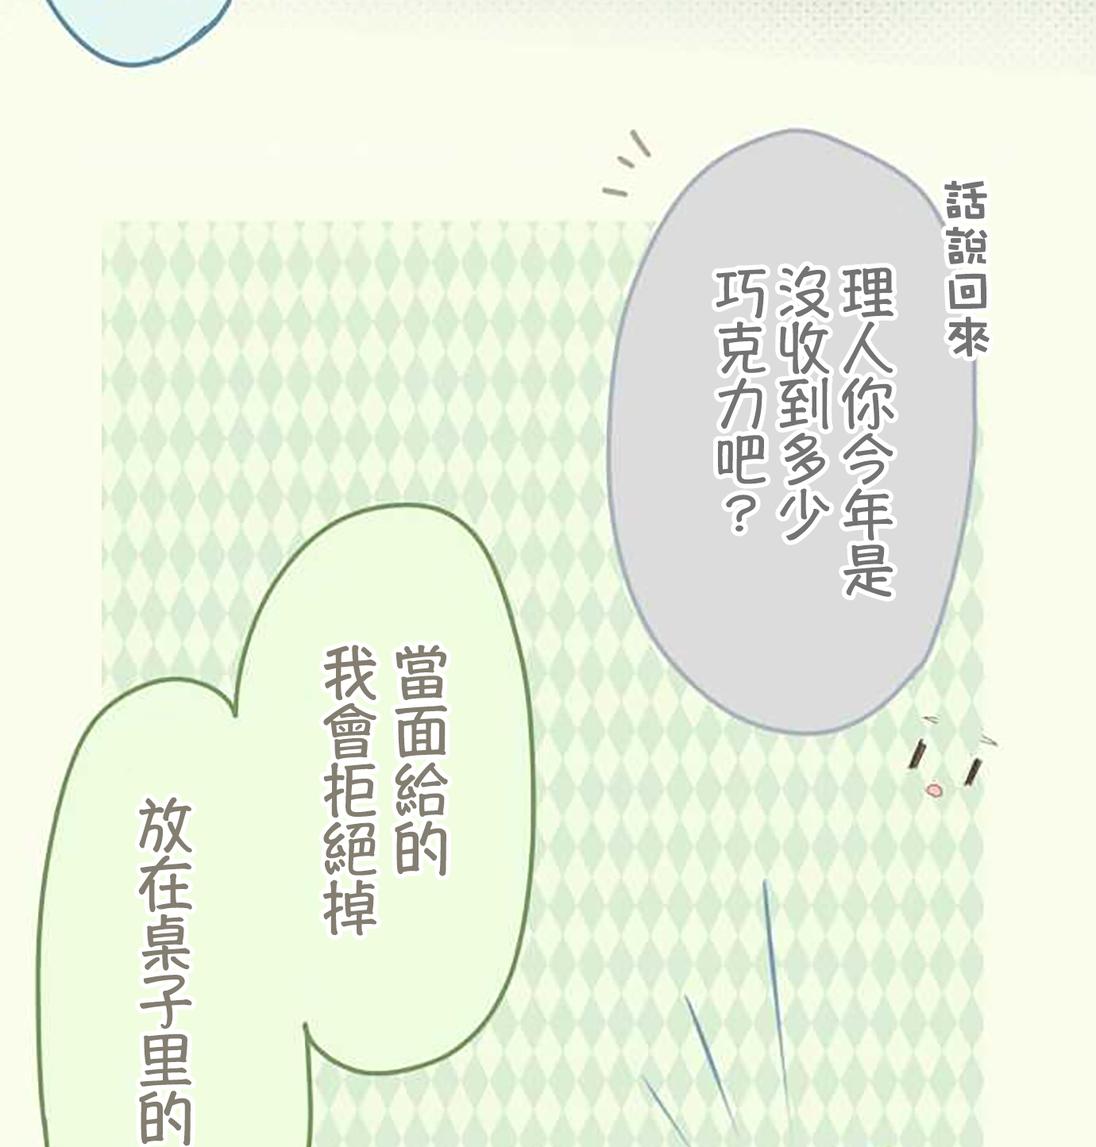 話說回來
理人你今年是
沒收到多少
巧克力吧？
當面給的
我會拒絕掉
放在桌子里的